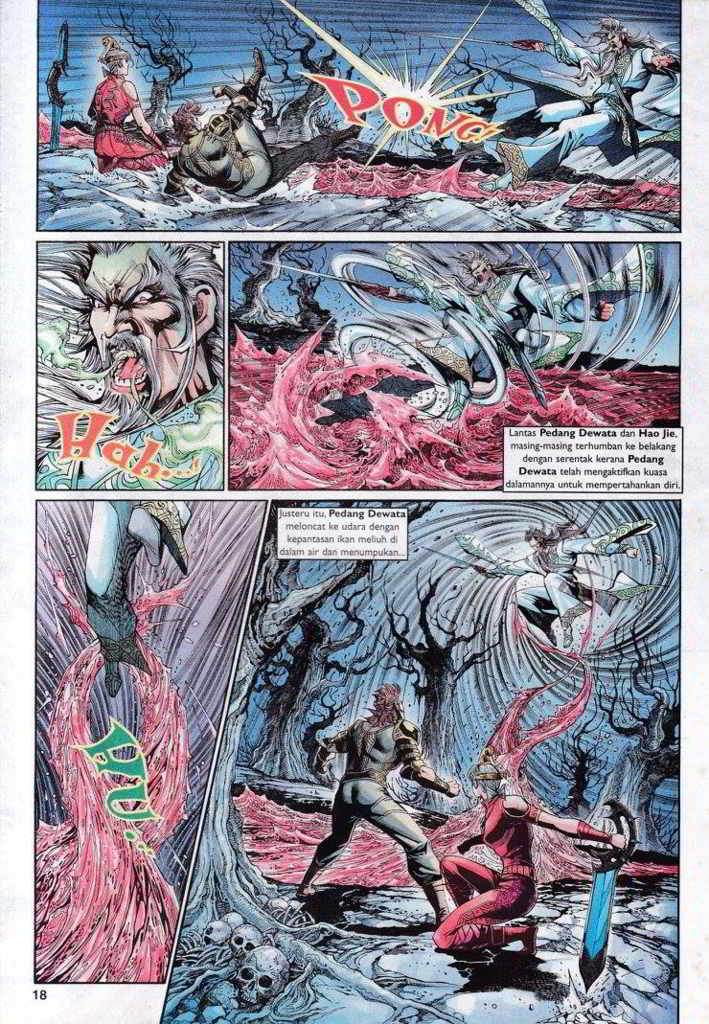 PONG!
Hah...!
Lantas Pedang Dewata dan Hao Jie,
masing-masing terhumban ke belakang
dengan serentak kerana Pedang
Dewata telah mengaktifkan kuasa
dalamannya untuk mempertahankan diri.
Justeru itu, Pedang Dewata
meloncat ke udara dengan
kepantasan ikan meliuh di
dalam air dan menumpukan...
HU...
18